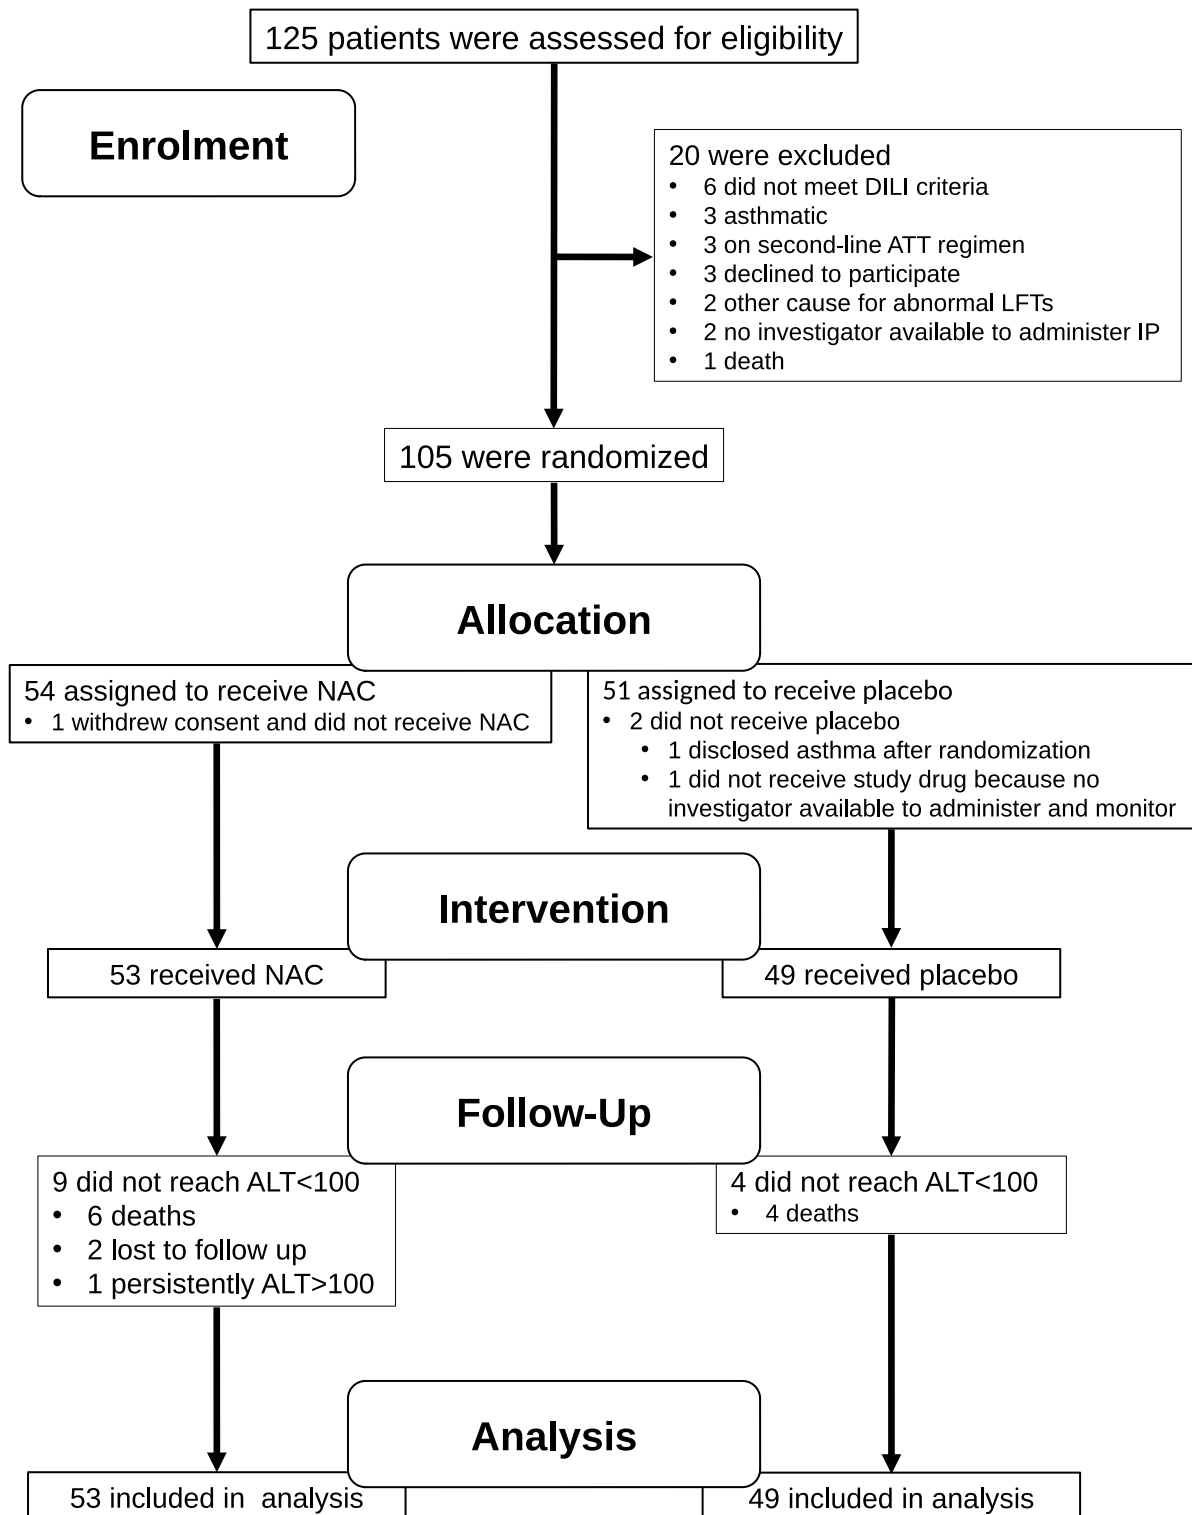 125 patients were assessed for eligibility
Enrolment
20 were excluded
• 6 did not meet DILI criteria
• 3 asthmatic
• 3 on second-line ATT regimen
• 3 declined to participate
• 2 other cause for abnormal LFTs
• 2 no investigator available to administer IP
• 1 death
105 were randomized
Allocation
54 assigned to receive NAC
• 1 withdrew consent and did not receive NAC
51 assigned to receive placebo
• 2 did not receive placebo
• 1 disclosed asthma after randomization
• 1 did not receive study drug because no
investigator available to administer and monitor
Intervention
53 received NAC
49 received placebo
Follow-Up
9 did not reach ALT<100
• 6 deaths
• 2 lost to follow up
• 1 persistently ALT>100
4 did not reach ALT<100
• 4 deaths
Analysis
53 included in analysis
49 included in analysis